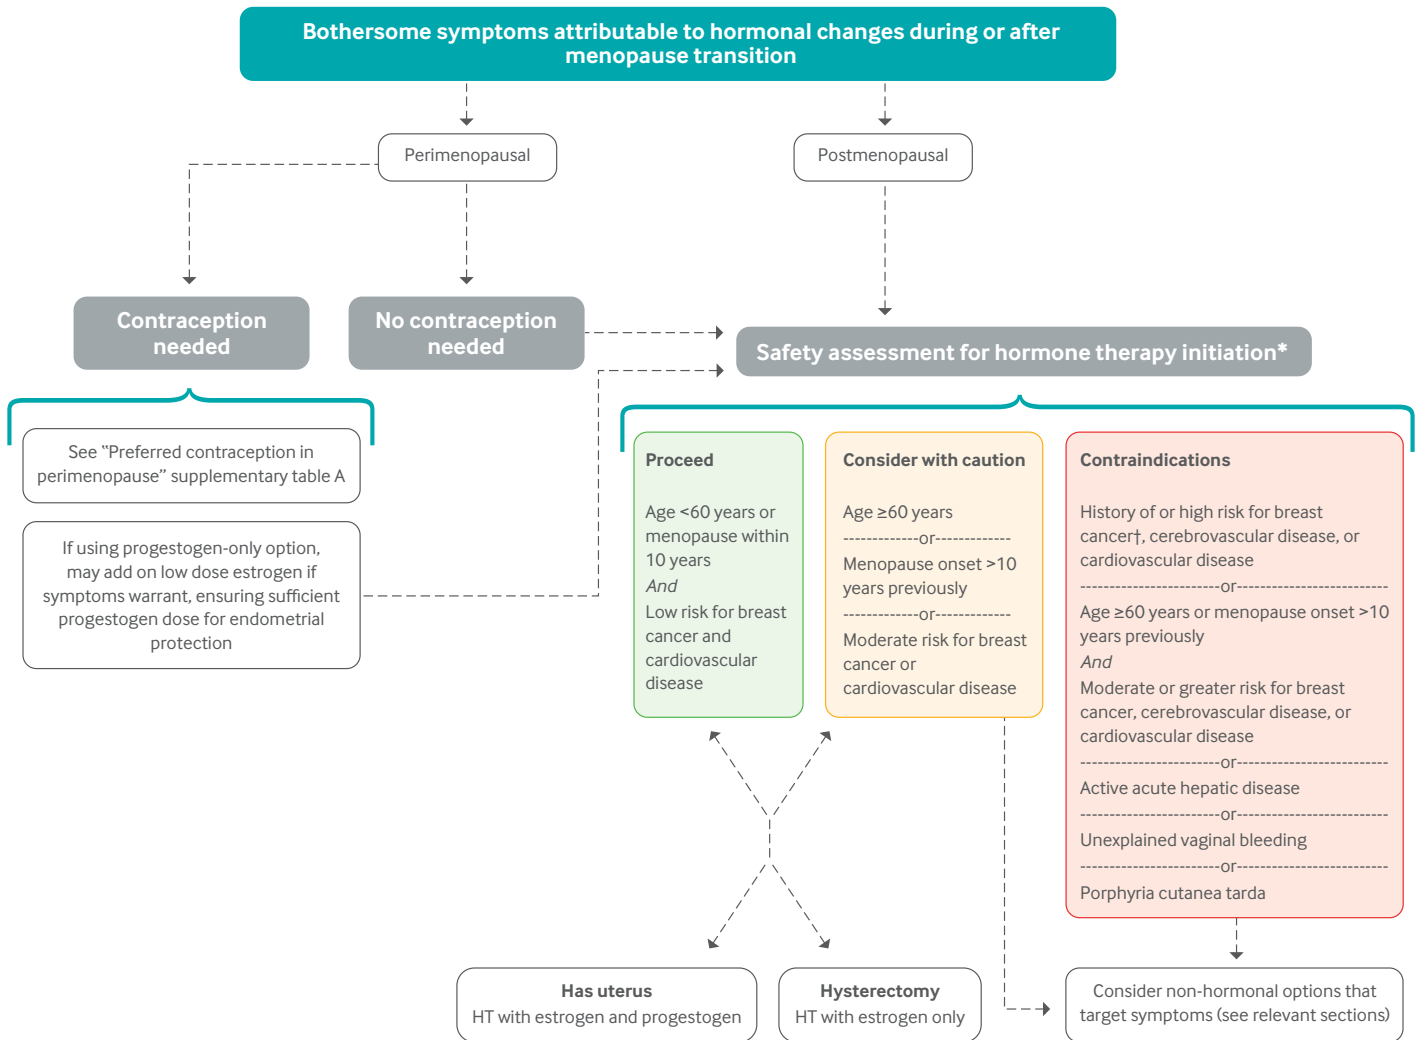 Bothersome symptoms attributable to hormonal changes during or after
menopause transition
Perimenopausal
Postmenopausal
Contraception
needed
No contraception
needed
Safety assessment for hormone therapy initiation*
See "Preferred contraception in
perimenopause” supplementary table A
If using progestogen-only option,
may add on low dose estrogen if
symptoms warrant, ensuring sufficient
progestogen dose for endometrial
protection
Proceed
Age <60 years or
menopause within
10 years
And
Low risk for breast
cancer and
cardiovascular
disease
Consider with caution
Age ≥60 years
-------------or-------------
Menopause onset >10
years previously
-------------or-------------
Moderate risk for breast
cancer or
cardiovascular disease
Contraindications
History of or high risk for breast
cancer†, cerebrovascular disease, or
cardiovascular disease
------------------------or--------------------------
Age ≥60 years or menopause onset >10
years previously
And
Moderate or greater risk for breast
cancer, cerebrovascular disease, or
cardiovascular disease
------------------------or--------------------------
Active acute hepatic disease
------------------------or--------------------------
Unexplained vaginal bleeding
------------------------or--------------------------
Porphyria cutanea tarda
Has uterus
HT with estrogen and progestogen
Hysterectomy
HT with estrogen only
Consider non-hormonal options that
target symptoms (see relevant sections)